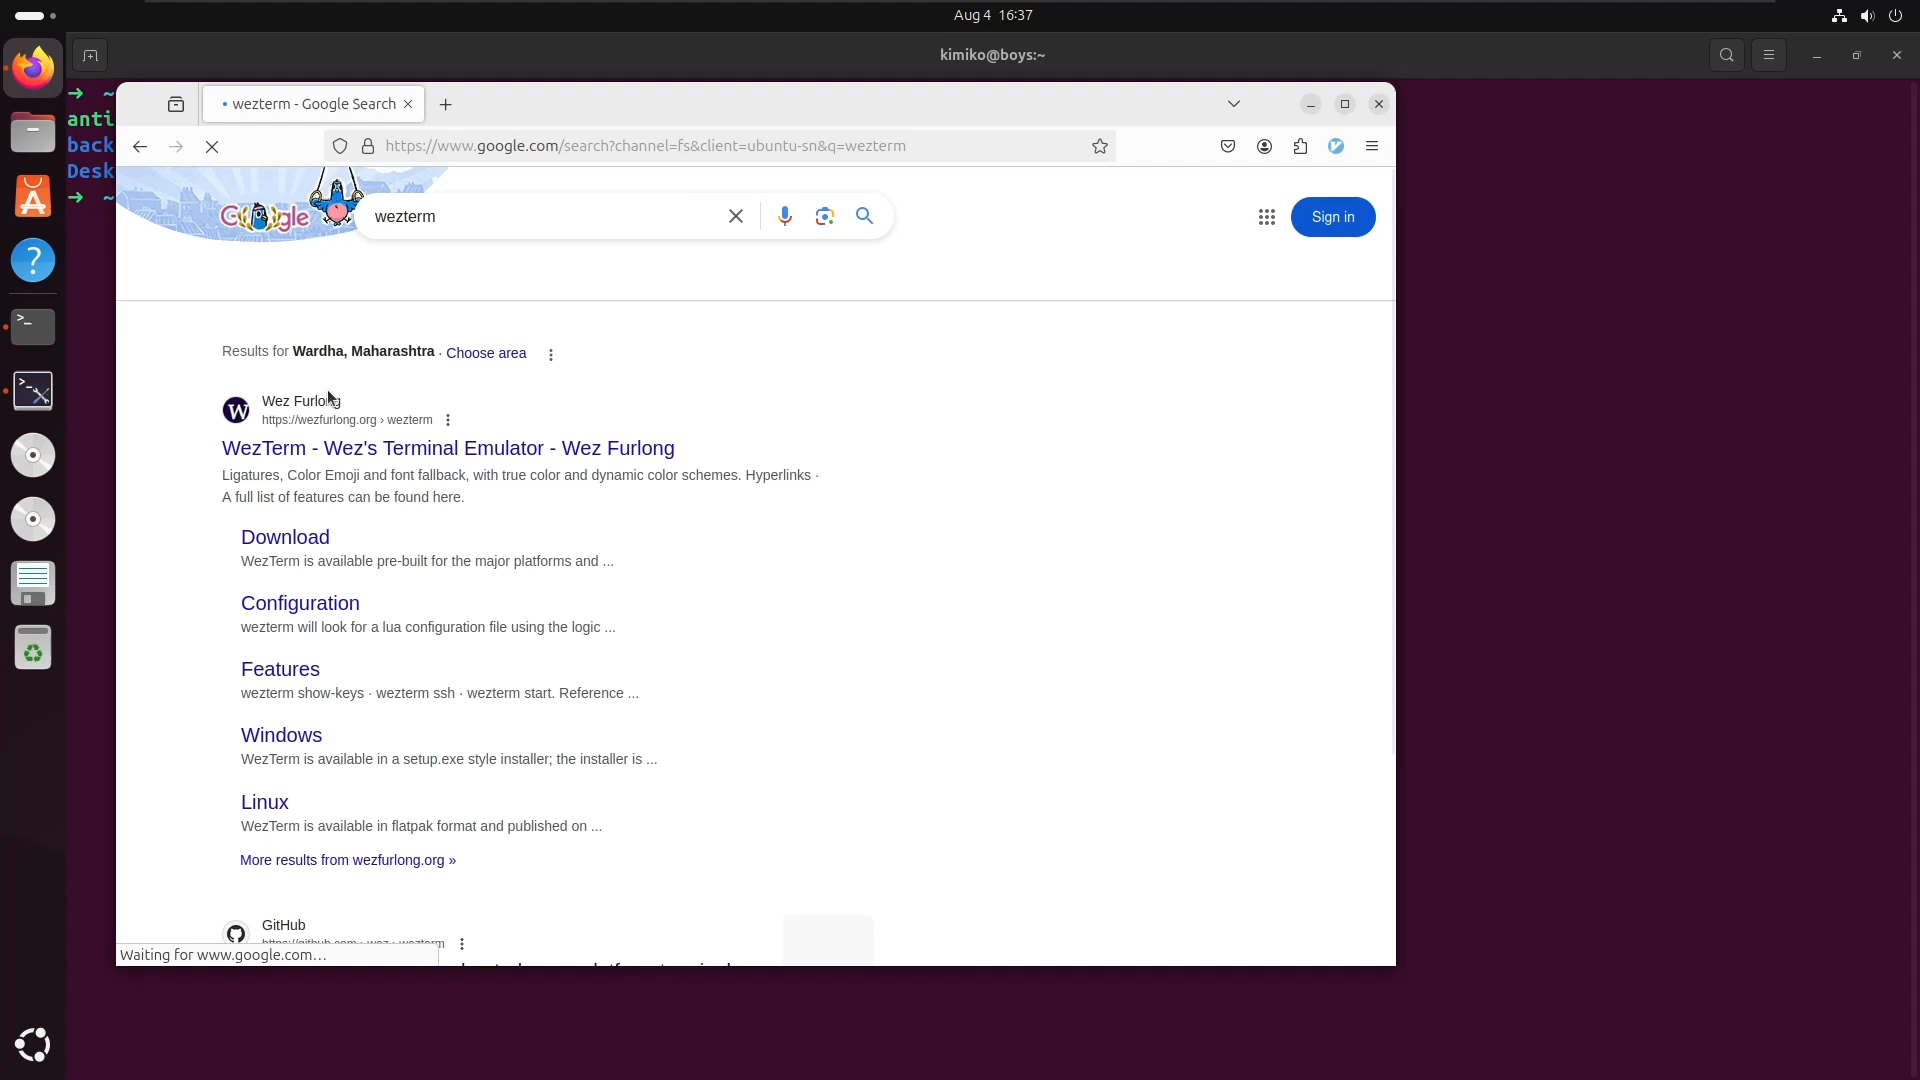 Aug 4 16:37
kimiko@boys:~
→ ~
anti
back
Desk
→ ~
wezterm - Google Search
https://www.google.com/search?channel=fs&client=ubuntu-sn&q=wezterm
Google
wezterm
Sign in
Results for Wardha, Maharashtra · Choose area
Wez Furlong
https://wezfurlong.org › wezterm
WezTerm - Wez's Terminal Emulator - Wez Furlong
Ligatures, Color Emoji and font fallback, with true color and dynamic color schemes. Hyperlinks ·
A full list of features can be found here.
Download
WezTerm is available pre-built for the major platforms and ...
Configuration
wezterm will look for a lua configuration file using the logic ...
Features
wezterm show-keys · wezterm ssh · wezterm start. Reference ...
Windows
WezTerm is available in a setup.exe style installer; the installer is ...
Linux
WezTerm is available in flatpak format and published on ...
More results from wezfurlong.org »
GitHub
Waiting for www.google.com…